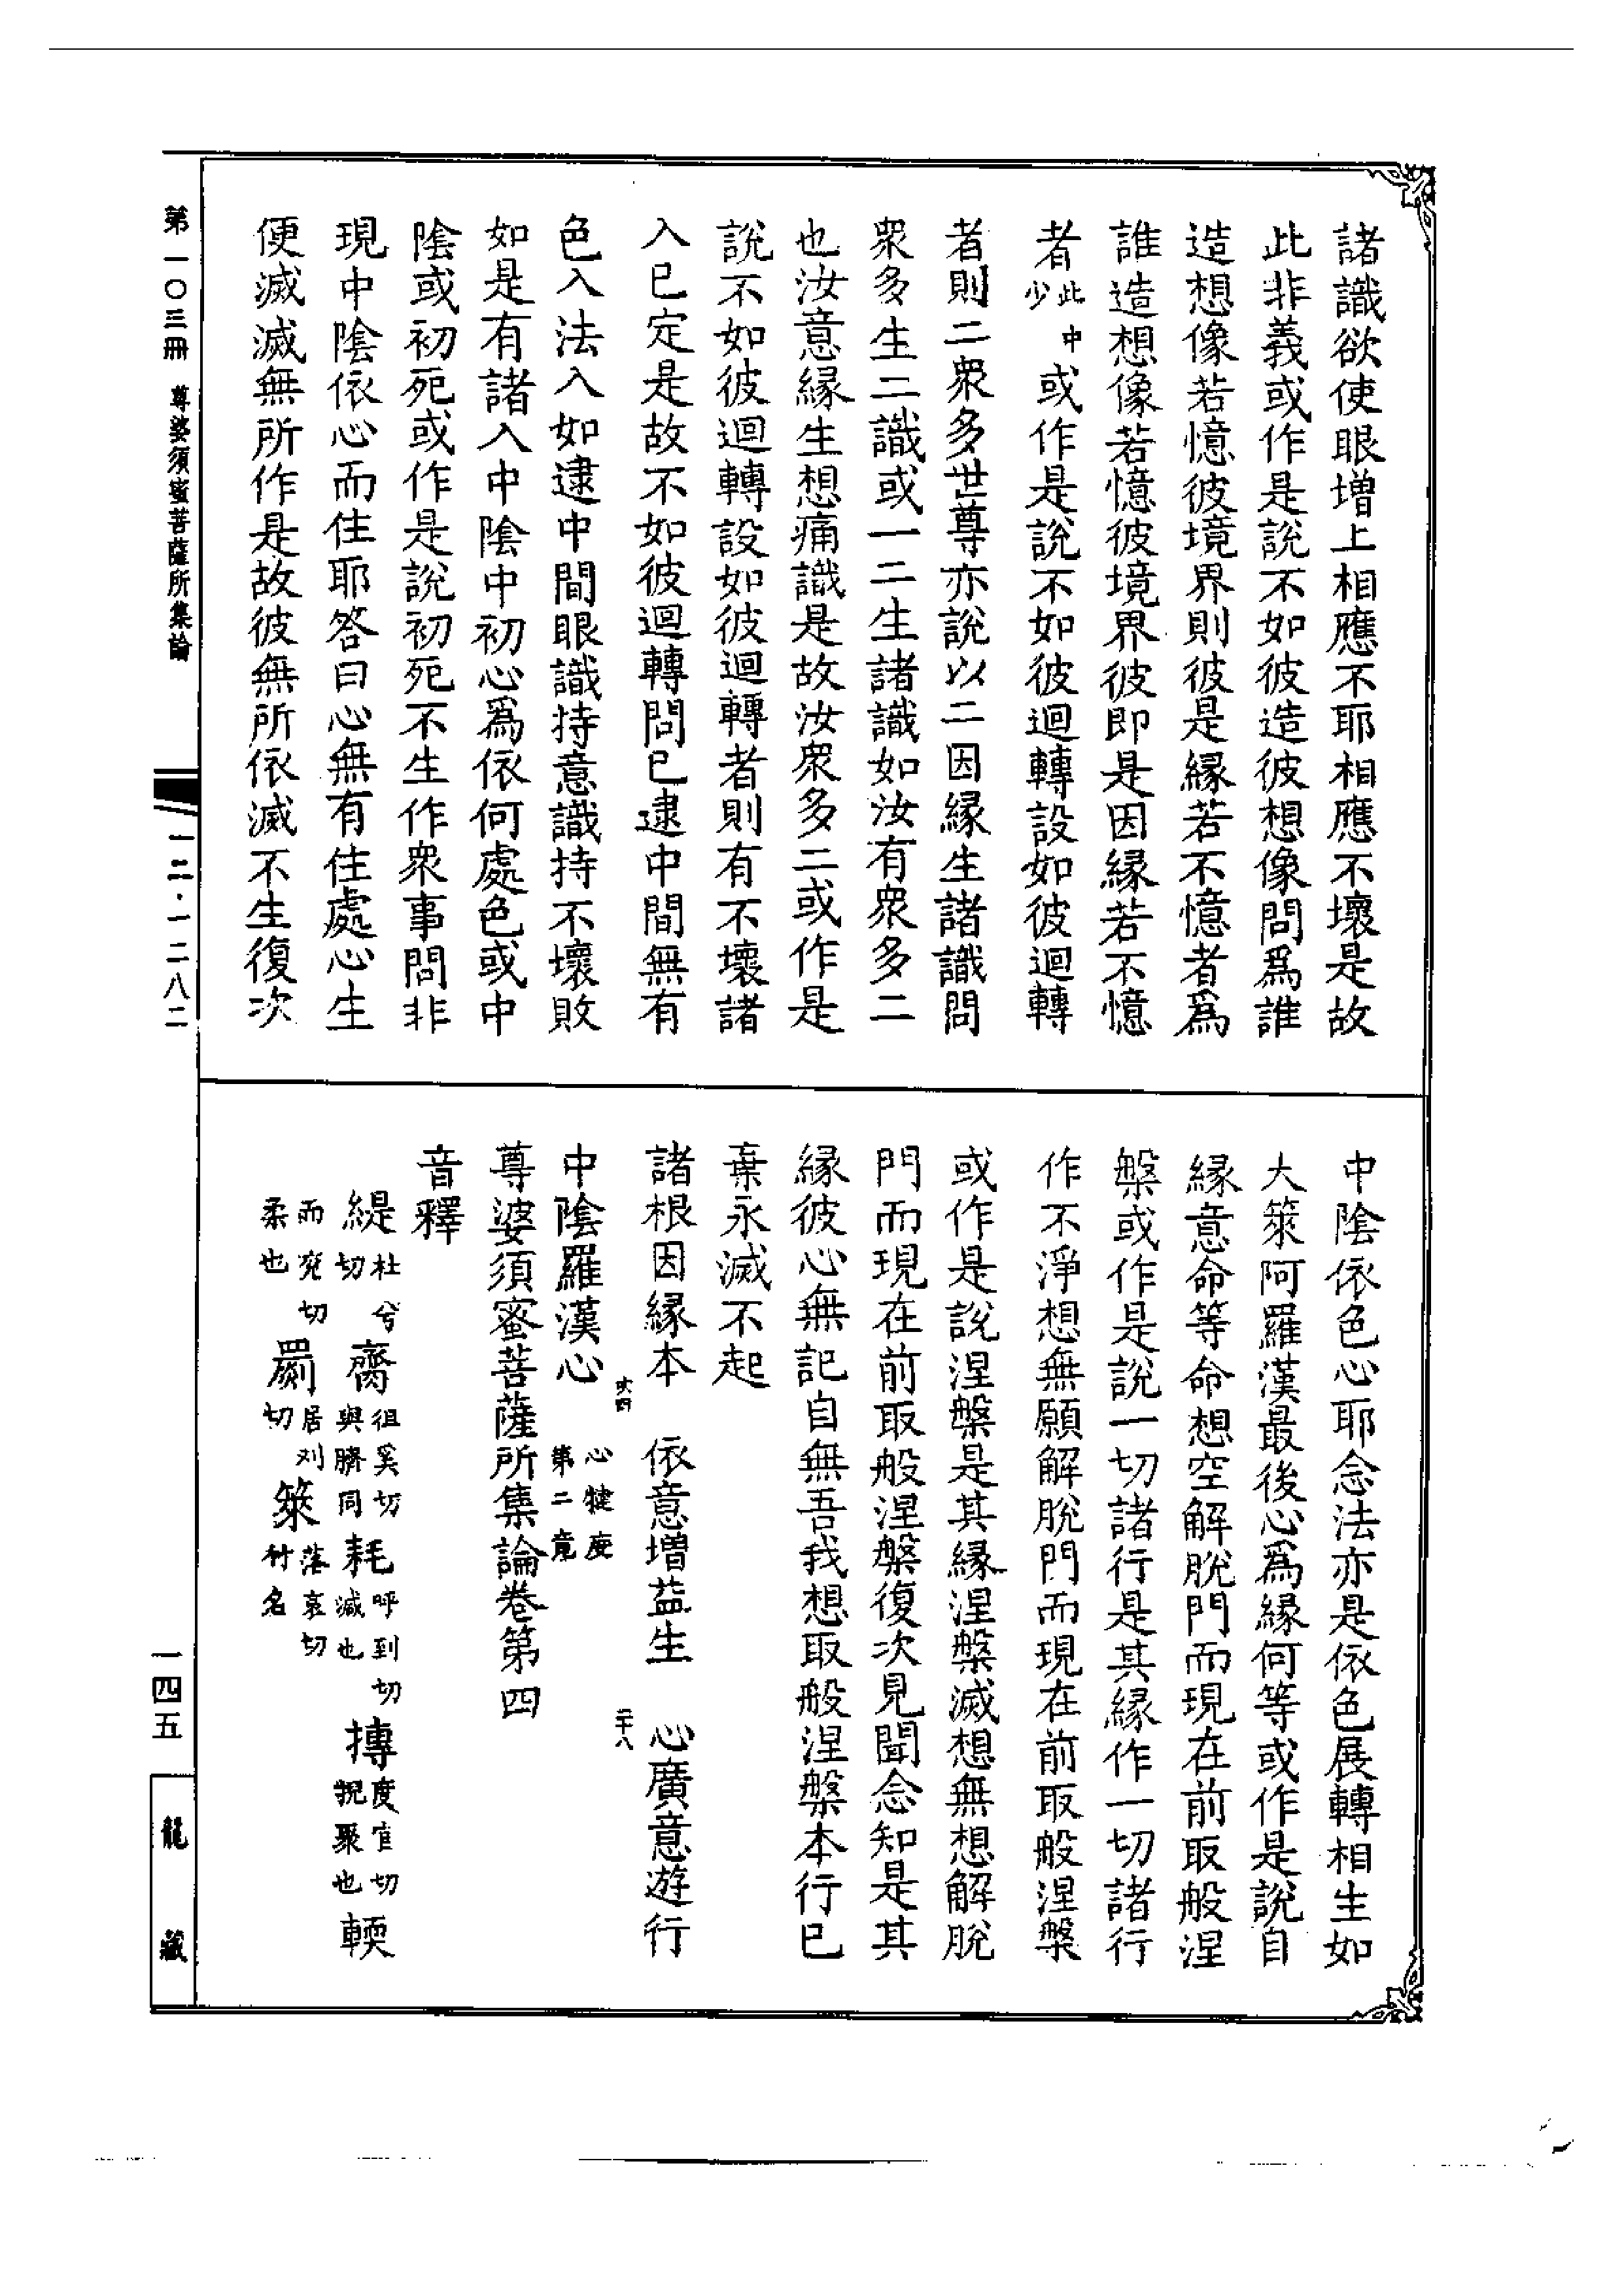 諸識欲使眼增上相應不耶相應不壞是故
此非義或作是說不如彼造彼想像問爲誰
造想像若憶彼境界則彼是緣若不憶者爲
誰造想像若憶彼境界彼即是因緣若不憶
者此中少或作是說不如彼迴轉設如彼迴轉
者則二衆多世尊亦說以二因緣生諸識問
衆多生二識或一二生諸識如汝有衆多二
也汝意緣生想痛識是故汝衆多二或作是
說不如彼迴轉設如彼迴轉者則有不壞諸
入已定是故不如彼迴轉問已逮中間無有
色入法入如逮中間眼識持意識持不壞敗
如是有諸入中陰中初心爲依何處色或中
陰或初死或作是說初死不生作衆事問非
現中陰依心而住耶答曰心無有住處心生
便滅滅無所作是故彼無所依滅不生復次
中陰依色心耶念法亦是依色展轉相生如
大箂阿羅漢最後心爲緣何等或作是說自
緣意命等命想空解脫門而現在前取般涅
槃或作是說一切諸行是其緣作一切諸行
作不淨想無願解脫門而現在前取般涅槃
或作是說涅槃是其緣涅槃滅想無想解脫
門而現在前取般涅槃復次見聞念知是其
緣彼心無記自無吾我想取般涅槃本行已
棄永滅不起
諸根因緣本 依意增益生 心廣意遊行
中陰羅漢心 心犍度第二竟
二十八
尊婆須蜜菩薩所集論卷第四
音釋
緹杜兮切 齎徂奚切與臍同 耗呼到切減也 摶度官切捖聚也 輭
而兖切柔也 罽居刈切 箂落哀切竹名
第一〇三冊 尊婆須蜜菩薩所集論
一二·一二八二
一四五
龍藏